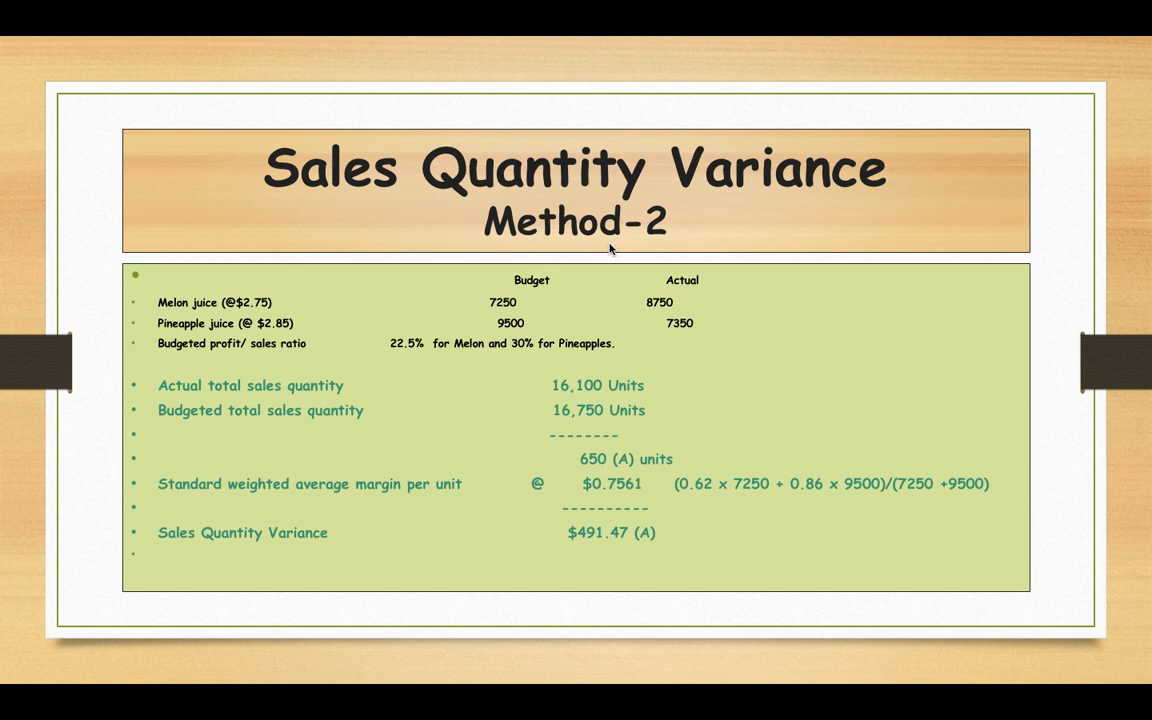 Sales Quantity Variance
Method-2
Budget Actual
Melon juice (@$2.75) 7250 8750
Pineapple juice (@ $2.85) 9500 7350
Budgeted profit/ sales ratio 22.5% for Melon and 30% for Pineapples.
Actual total sales quantity 16,100 Units
Budgeted total sales quantity 16,750 Units
--------
650 (A) units
Standard weighted average margin per unit @ $0.7561 (0.62 x 7250 + 0.86 x 9500)/(7250 +9500)
----------
Sales Quantity Variance $491.47 (A)